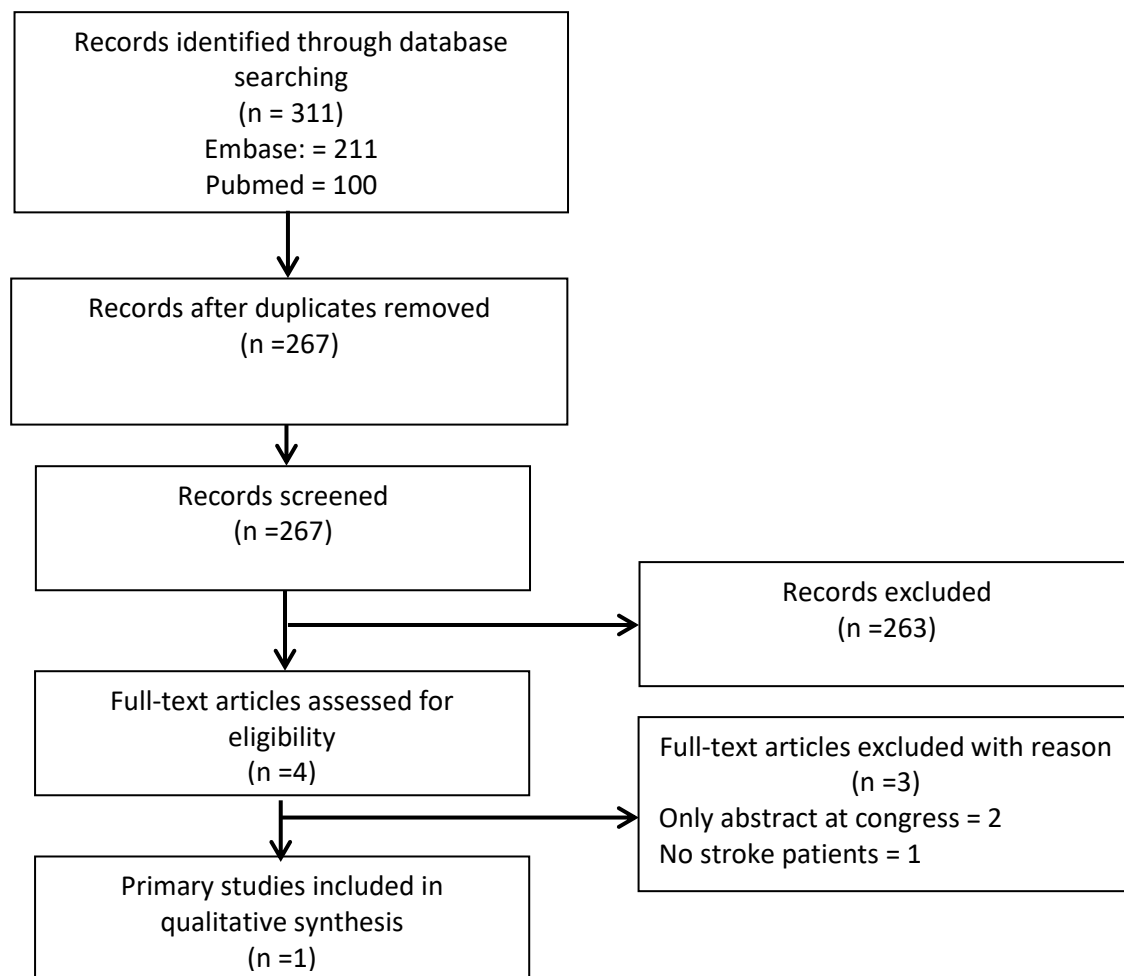 Records identified through database
searching
(n = 311)
Embase: = 211
Pubmed = 100
Records after duplicates removed
(n =267)
Records screened
(n =267)
Records excluded
(n =263)
Full-text articles assessed for
eligibility
(n =4)
Full-text articles excluded with reason
(n =3)
Only abstract at congress = 2
No stroke patients = 1
Primary studies included in
qualitative synthesis
(n =1)